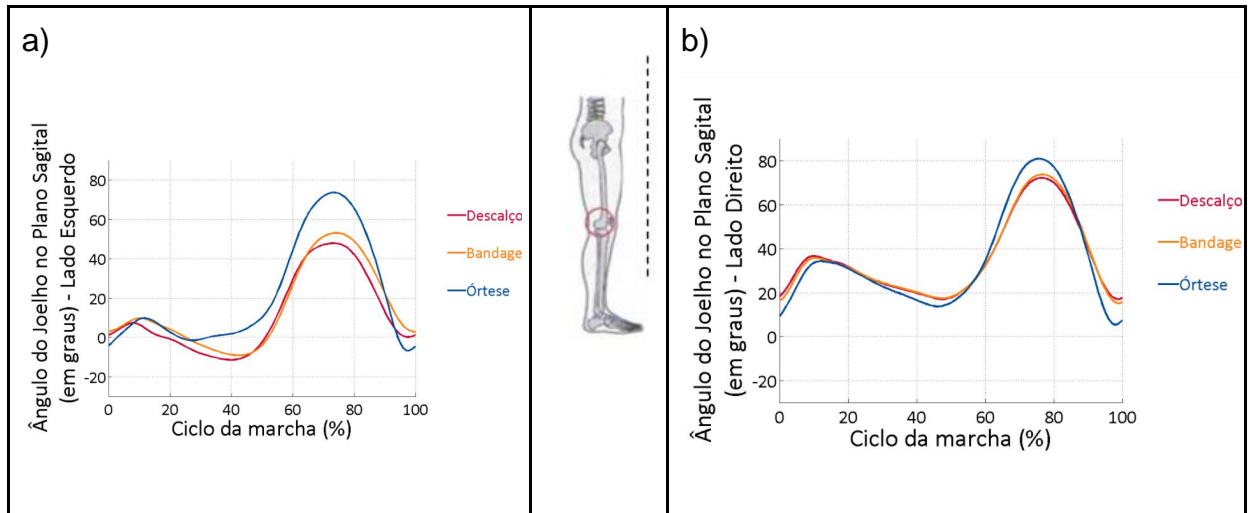 a)
Ângulo do Joelho no Plano Sagital
(em graus) - Lado Esquerdo
80
60
40
20
0
-20
0 20 40 60 80 100
Ciclo da marcha (%)
Descalço
Bandage
Órtese
b)
Ângulo do Joelho no Plano Sagital
(em graus) - Lado Direito
80
60
40
20
0
-20
0 20 40 60 80 100
Ciclo da marcha (%)
Descalço
Bandage
Órtese